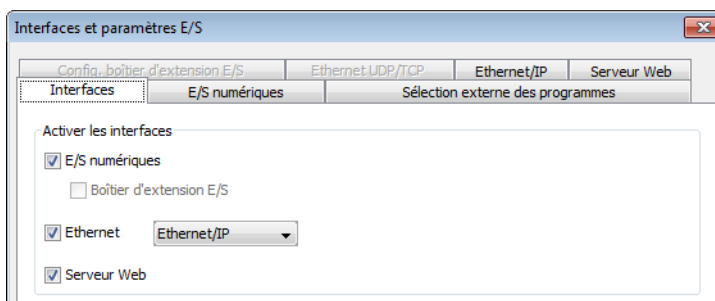 Interfaces et paramètres E/S
Config. boîtier d'extension E/S Ethernet UDP/TCP Ethernet/IP Serveur Web
Interfaces E/S numériques Sélection externe des programmes
Activer les interfaces
E/S numériques
Boîtier d'extension E/S
Ethernet Ethernet/IP
Serveur Web